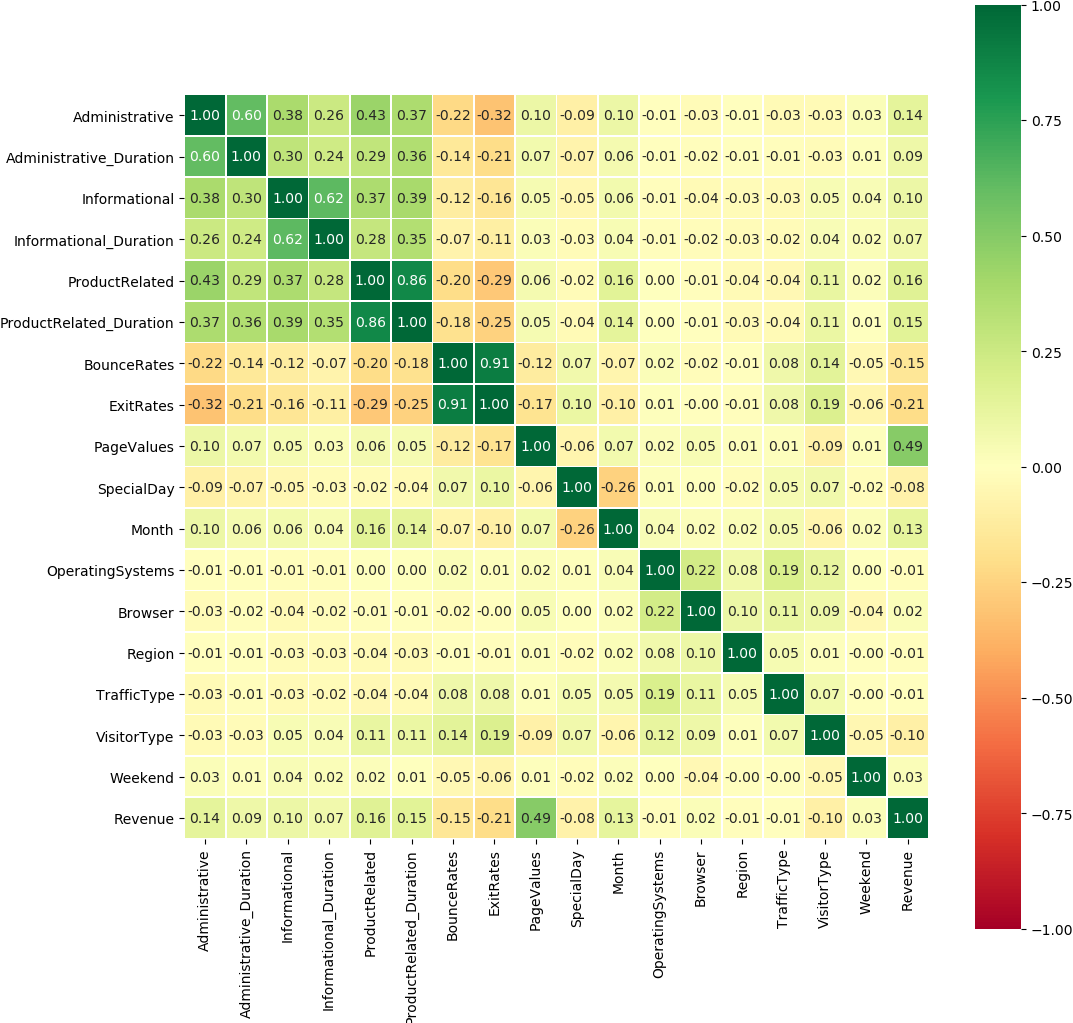 1.00
Administrative 1.00 0.60 0.38 0.26 0.43 0.37 -0.22 -0.32 0.10 -0.09 0.10 -0.01 -0.03 -0.01 -0.03 -0.03 0.03 0.14
0.75
Administrative_Duration 0.60 1.00 0.30 0.24 0.29 0.36 -0.14 -0.21 0.07 -0.07 0.06 -0.01 -0.02 -0.01 -0.01 -0.03 0.01 0.09
Informational 0.38 0.30 1.00 0.62 0.37 0.39 -0.12 -0.16 0.05 -0.05 0.06 -0.01 -0.04 -0.03 -0.03 0.05 0.04 0.10
0.50
Informational_Duration 0.26 0.24 0.62 1.00 0.28 0.35 -0.07 -0.11 0.03 -0.03 0.04 -0.01 -0.02 -0.03 -0.02 0.04 0.02 0.07
ProductRelated 0.43 0.29 0.37 0.28 1.00 0.86 -0.20 -0.29 0.06 -0.02 0.16 0.00 -0.01 -0.04 -0.04 0.11 0.02 0.16
ProductRelated_Duration 0.37 0.36 0.39 0.35 0.86 1.00 -0.18 -0.25 0.05 -0.04 0.14 0.00 -0.01 -0.03 -0.04 0.11 0.01 0.15
0.25
BounceRates -0.22 -0.14 -0.12 -0.07 -0.20 -0.18 1.00 0.91 -0.12 0.07 -0.07 0.02 -0.02 -0.01 0.08 0.14 -0.05 -0.15
ExitRates -0.32 -0.21 -0.16 -0.11 -0.29 -0.25 0.91 1.00 -0.17 0.10 -0.10 0.01 -0.00 -0.01 0.08 0.19 -0.06 -0.21
PageValues 0.10 0.07 0.05 0.03 0.06 0.05 -0.12 -0.17 1.00 -0.06 0.07 0.02 0.05 0.01 0.01 -0.09 0.01 0.49
0.00
SpecialDay -0.09 -0.07 -0.05 -0.03 -0.02 -0.04 0.07 0.10 -0.06 1.00 -0.26 0.01 0.00 -0.02 0.05 0.07 -0.02 -0.08
Month 0.10 0.06 0.06 0.04 0.16 0.14 -0.07 -0.10 0.07 -0.26 1.00 0.04 0.02 0.02 0.05 -0.06 0.02 0.13
OperatingSystems -0.01 -0.01 -0.01 -0.01 0.00 0.00 0.02 0.01 0.02 0.01 0.04 1.00 0.22 0.08 0.19 0.12 0.00 -0.01
−0.25
Browser -0.03 -0.02 -0.04 -0.02 -0.01 -0.01 -0.02 -0.00 0.05 0.00 0.02 0.22 1.00 0.10 0.11 0.09 -0.04 0.02
Region -0.01 -0.01 -0.03 -0.03 -0.04 -0.03 -0.01 -0.01 0.01 -0.02 0.02 0.08 0.10 1.00 0.05 0.01 -0.00 -0.01
TrafficType -0.03 -0.01 -0.03 -0.02 -0.04 -0.04 0.08 0.08 0.01 0.05 0.05 0.19 0.11 0.05 1.00 0.07 -0.00 -0.01
−0.50
VisitorType -0.03 -0.03 0.05 0.04 0.11 0.11 0.14 0.19 -0.09 0.07 -0.06 0.12 0.09 0.01 0.07 1.00 -0.05 -0.10
Weekend 0.03 0.01 0.04 0.02 0.02 0.01 -0.05 -0.06 0.01 -0.02 0.02 0.00 -0.04 -0.00 -0.00 -0.05 1.00 0.03
Revenue 0.14 0.09 0.10 0.07 0.16 0.15 -0.15 -0.21 0.49 -0.08 0.13 -0.01 0.02 -0.01 -0.01 -0.10 0.03 1.00
−0.75
−1.00
Administrative
Administrative_Duration
Informational
Informational_Duration
ProductRelated
ProductRelated_Duration
BounceRates
ExitRates
PageValues
SpecialDay
Month
OperatingSystems
Browser
Region
TrafficType
VisitorType
Weekend
Revenue